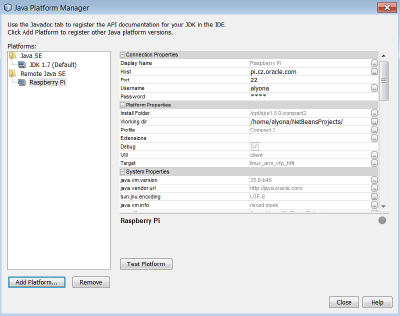 Java Platform Manager
Use the Javadoc tab to register the API documentation for your JDK in the IDE.
Click Add Platform to register other Java platform versions.
Platforms:
Java SE
JDK 1.7 (Default)
Remote Java SE
Raspberry Pi
Connection Properties
Display Name Raspberry Pi
Host pi.cz.oracle.com
Port 22
Username alyona
Password *****
Platform Properties
Install Folder /opt/ejre1.8.0-compact2
Working dir /home/alyona/NetBeansProjects/
Profile Compact 2
Extensions
Debug
VM client
Target linux_arm_vfp_hflt
System Properties
java.vm.version 25.0-b46
java.vendor.url http://java.oracle.com/
sun.jnu.encoding UTF-8
java.vm.info mixed mode
Raspberry Pi
Test Platform
Add Platform...
Remove
Close
Help